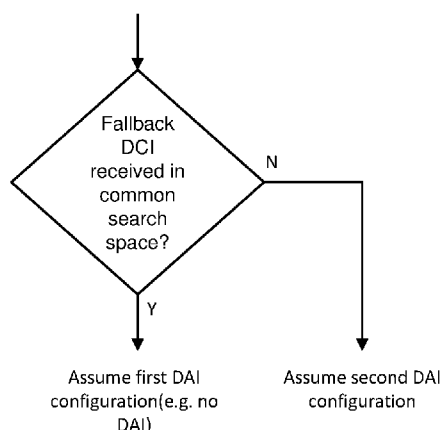 Fallback
DCI
received in
common
search
space?
N
Y
Assume first DAI
configuration(e.g. no
DAI)
Assume second DAI
configuration